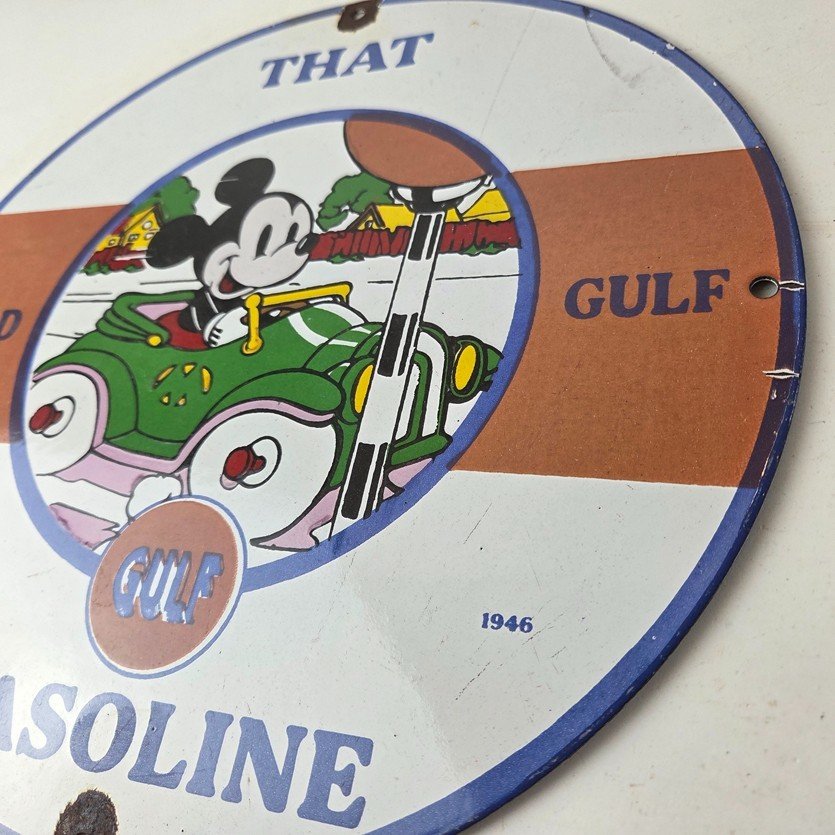 THAT
D
GULF
GULF
1946
ASOLINE